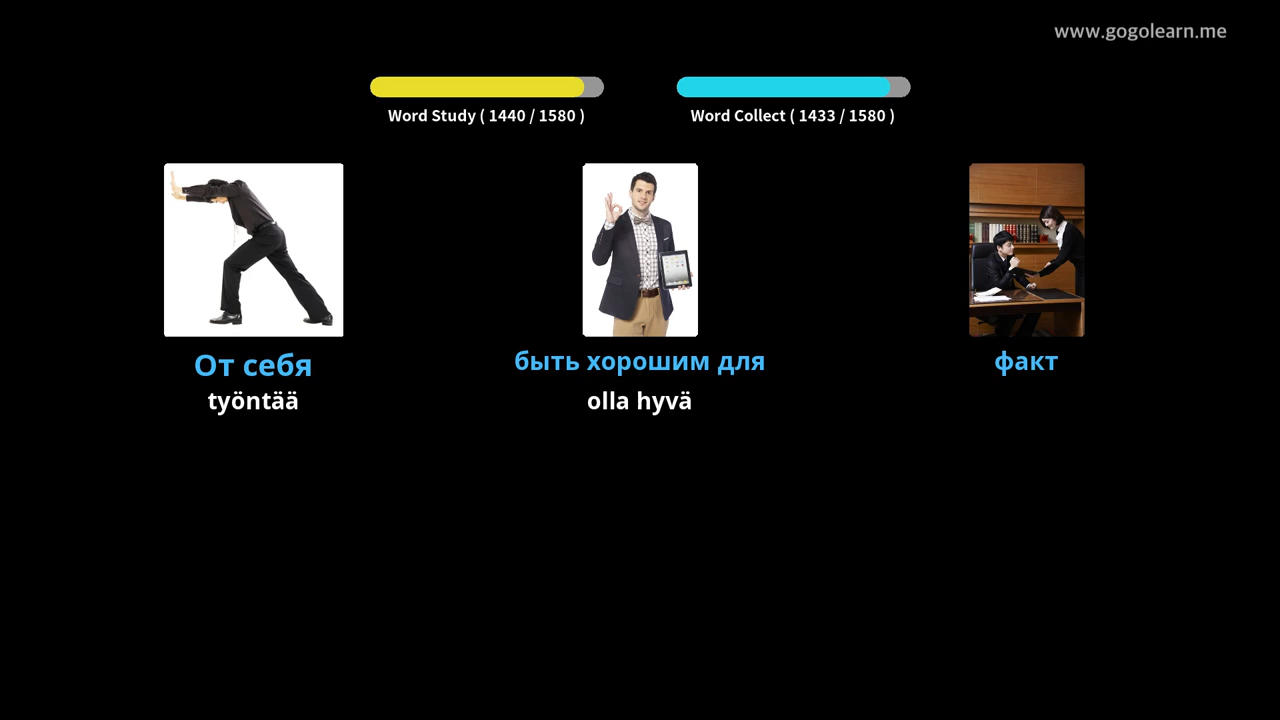 www.gogolearn.me
Word Study ( 1440 / 1580 )
Word Collect ( 1433 / 1580 )
От себя
быть хорошим для
факт
työntää
olla hyvä